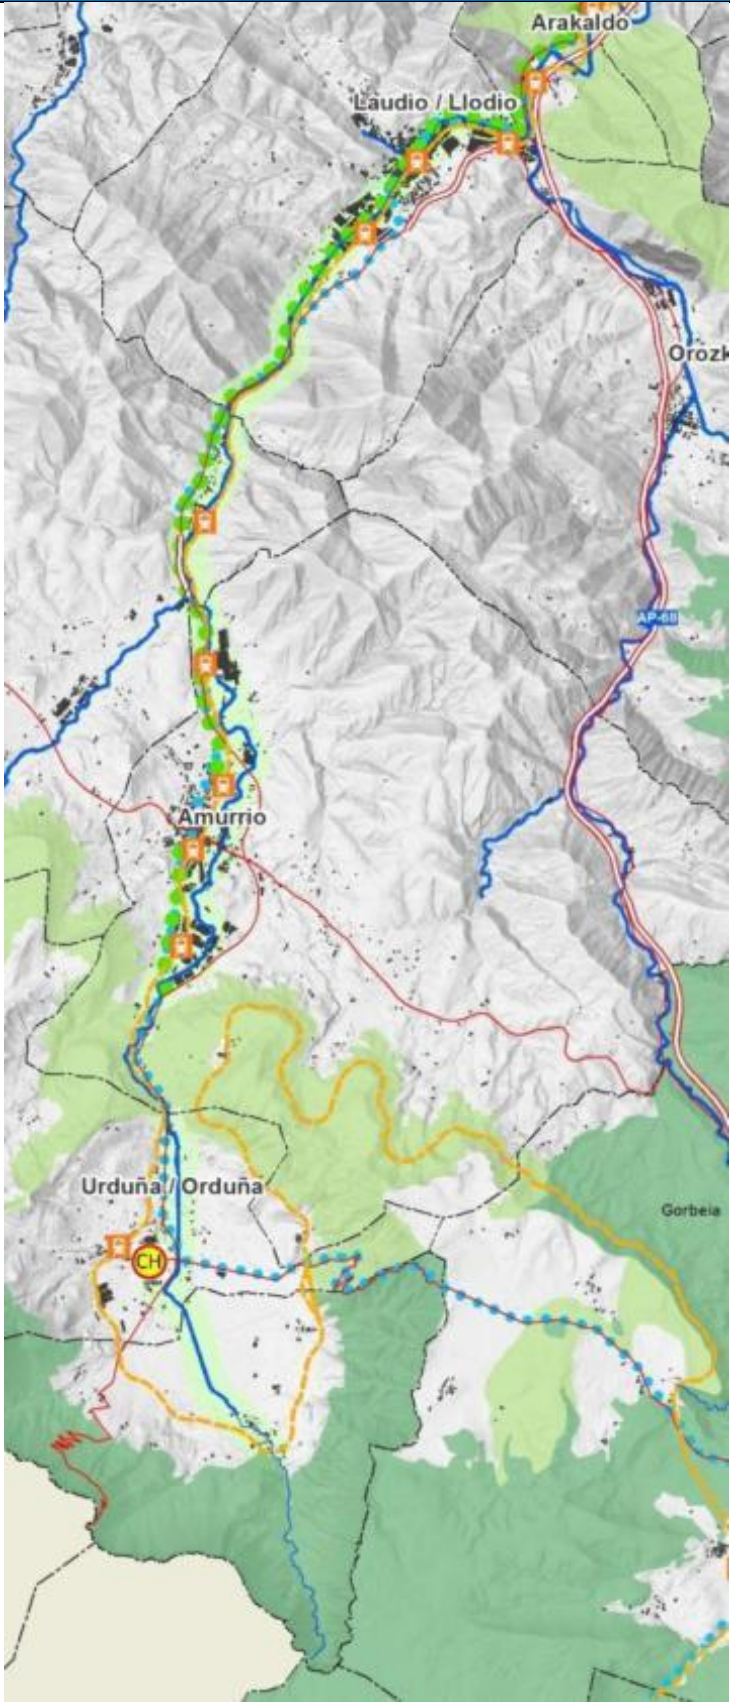 Arakaldo
Laudio / Llodio
Orozk
AP-68
Amurrio
Urduña / Orduña
CH
Gorbeia